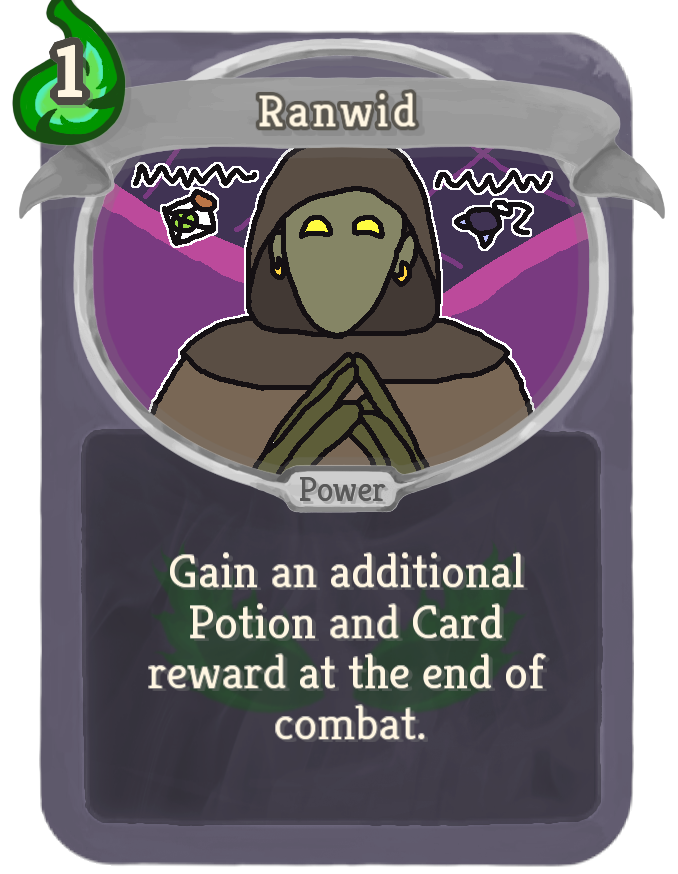 1
Ranwid
Power
Gain an additional
Potion and Card
reward at the end of
combat.